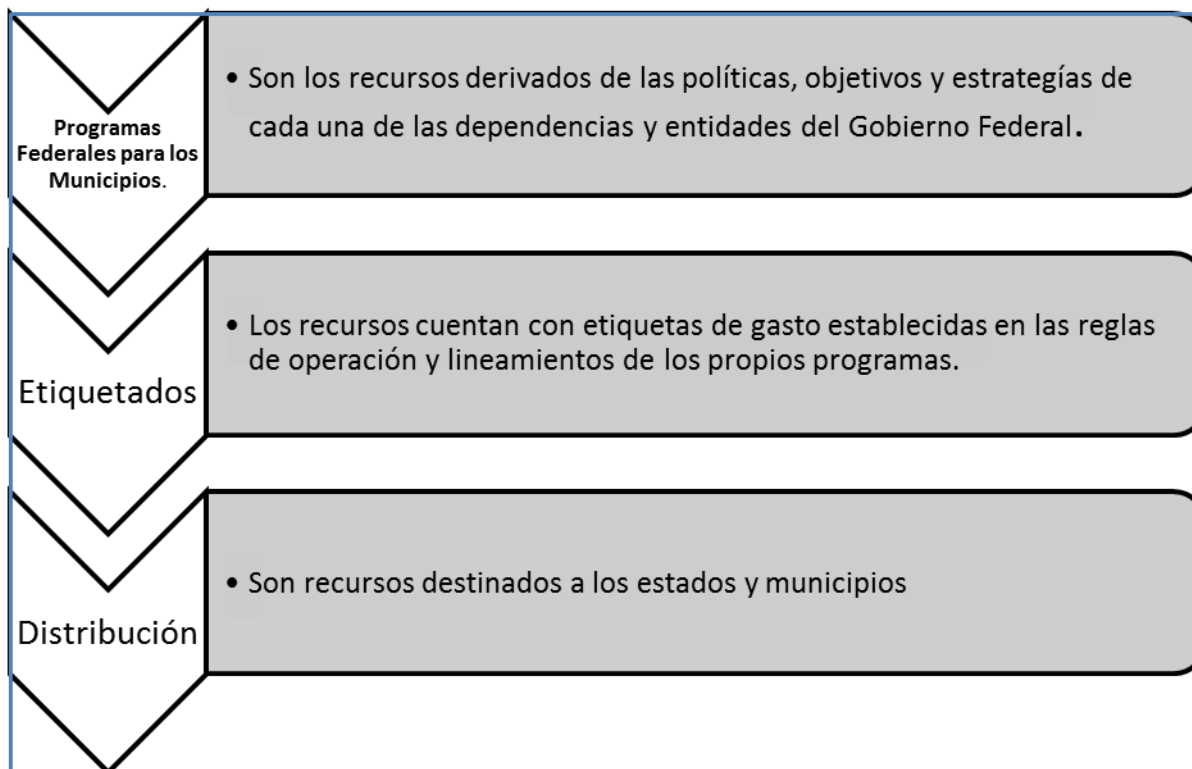 Programas
Federales para los
Municipios.
• Son los recursos derivados de las políticas, objetivos y estrategías de
cada una de las dependencias y entidades del Gobierno Federal.
Etiquetados
• Los recursos cuentan con etiquetas de gasto establecidas en las reglas
de operación y lineamientos de los propios programas.
Distribución
• Son recursos destinados a los estados y municipios